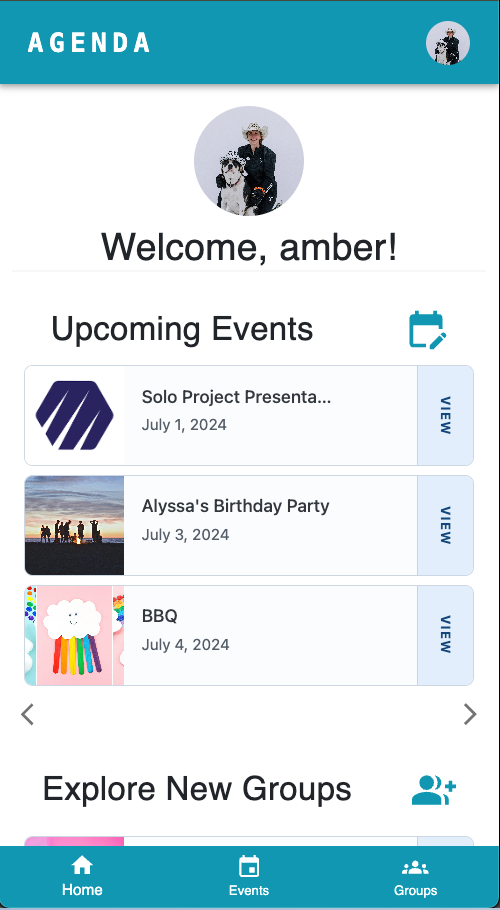 AGENDA
Welcome, amber!
Upcoming Events
Solo Project Presenta...
July 1, 2024
VIEW
Alyssa's Birthday Party
July 3, 2024
VIEW
BBQ
July 4, 2024
VIEW
Explore New Groups
Home
Events
Groups